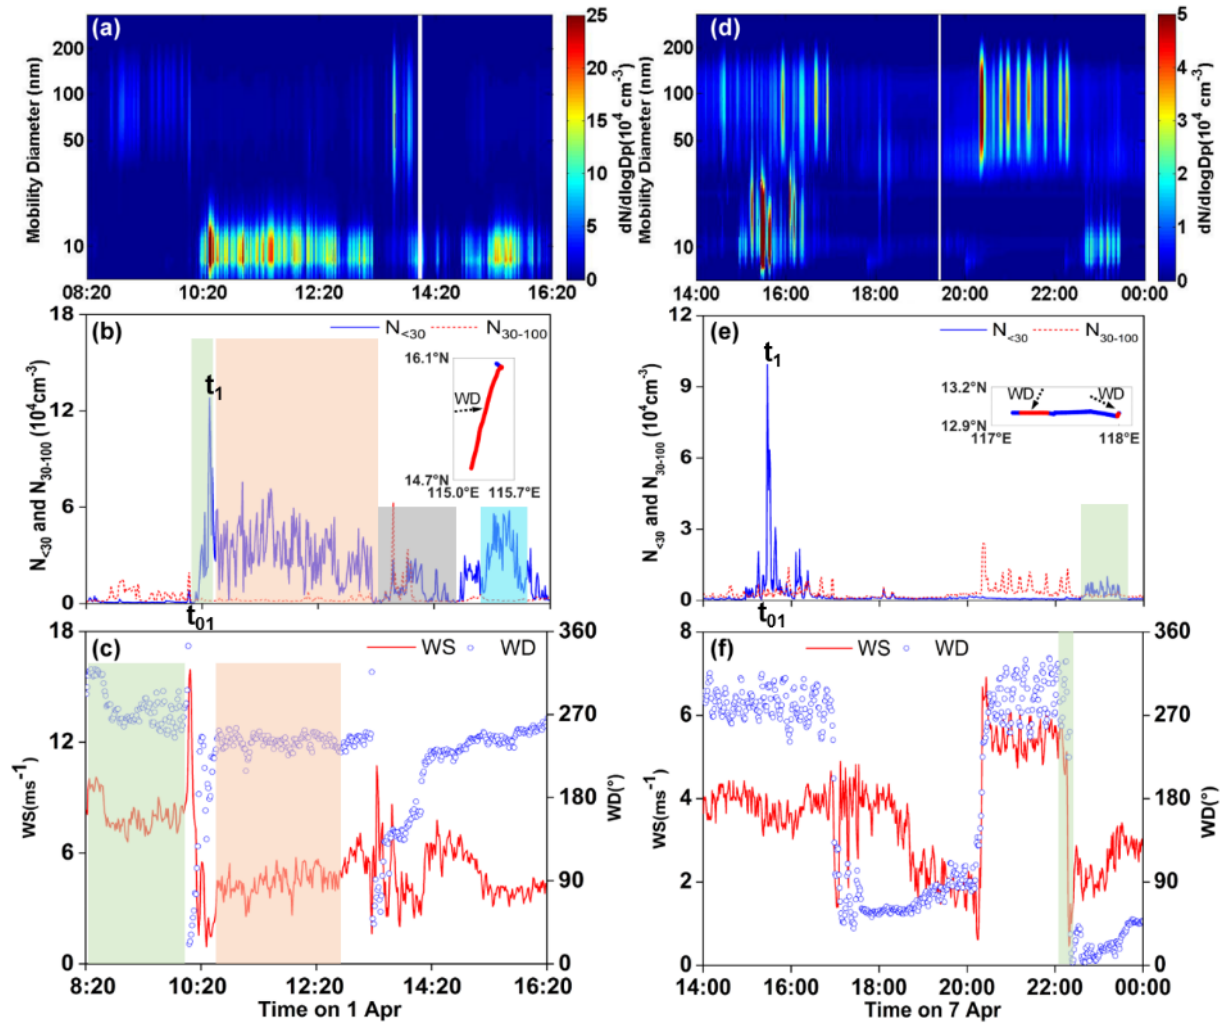 (a)
200
100
50
10
Mobility Diameter (nm)
08:20 10:20 12:20 14:20 16:20
25
20
15
10
5
0
dN/dlogDp(10⁴ cm⁻³)
(d)
200
100
50
10
Mobility Diameter (nm)
14:00 16:00 18:00 20:00 22:00 00:00
5
4
3
2
1
0
dN/dlogDp(10⁴ cm⁻³)
(b)
N<30 N30-100
18
12
6
0
N<30 and N30-100 (10⁴cm⁻³)
t1
16.1°N
WD
14.7°N
115.0°E 115.7°E
t01
(e)
N<30 N30-100
12
9
6
3
0
N<30 and N30-100 (10⁴cm⁻³)
t1
13.2°N
WD WD
12.9°N
117°E 118°E
t01
(c)
WS WD
18
12
6
0
WS(ms⁻¹)
360
270
180
90
0
WD(°)
8:20 10:20 12:20 14:20 16:20
Time on 1 Apr
(f)
WS WD
8
6
4
2
0
WS(ms⁻¹)
360
270
180
90
0
WD(°)
14:00 16:00 18:00 20:00 22:00 00:00
Time on 7 Apr